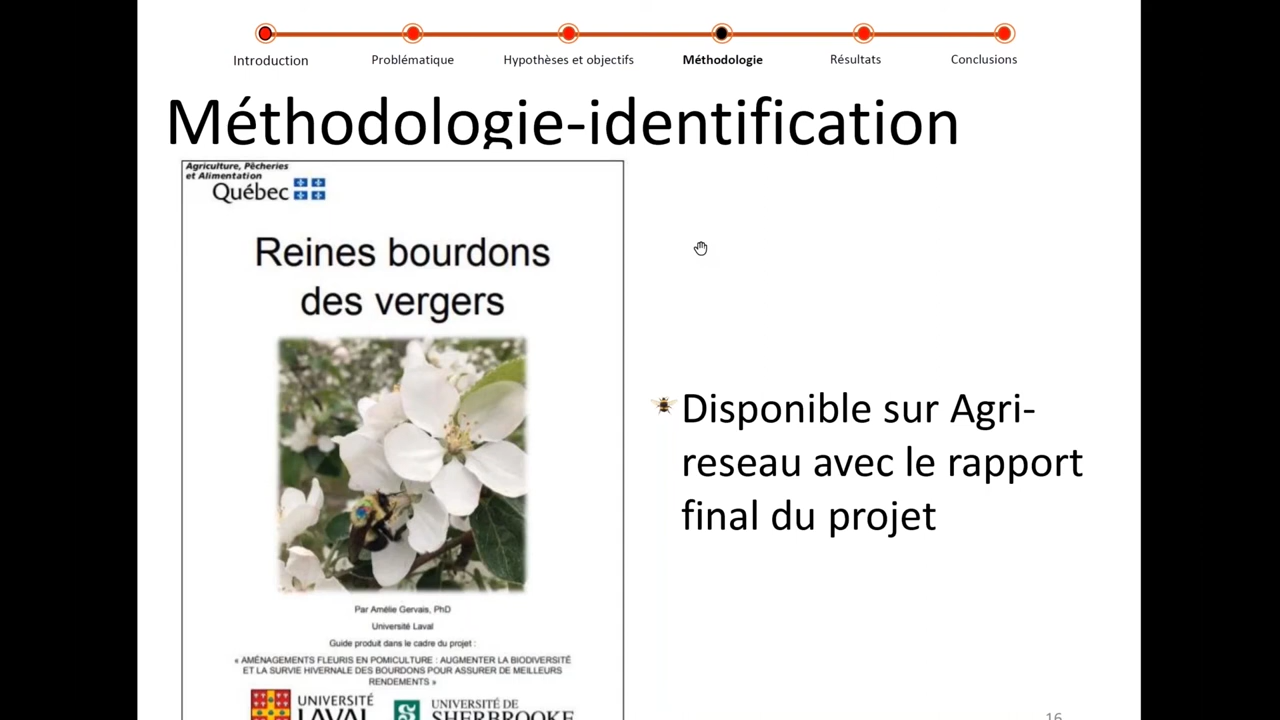 Introduction
Problématique
Hypothèses et objectifs
Méthodologie
Résultats
Conclusions
Méthodologie-identification
Agriculture, Pêcheries
et Alimentation
Québec
Reines bourdons
des vergers
Par Amélie Gervais, PhD
Université Laval
Guide produit dans le cadre du projet :
« AMÉNAGEMENTS FLEURIS EN POMICULTURE : AUGMENTER LA BIODIVERSITÉ
ET LA SURVIE HIVERNALE DES BOURDONS POUR ASSURER DE MEILLEURS
RENDEMENTS »
UNIVERSITÉ
LAVAL
UNIVERSITÉ DE
SHERBROOKE
Disponible sur Agri-
reseau avec le rapport
final du projet
16